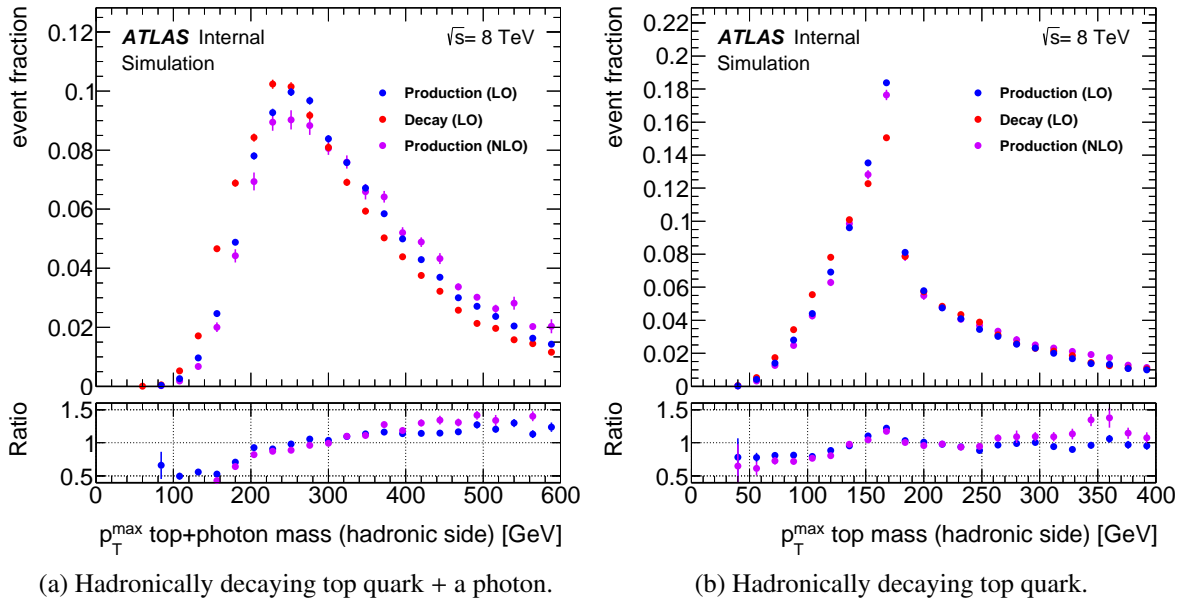 event fraction
0.12
0.1
0.08
0.06
0.04
0.02
0
ATLAS Internal
Simulation
√s= 8 TeV
Production (LO)
Decay (LO)
Production (NLO)
Ratio
1.5
1
0.5
0 100 200 300 400 500 600
p_T^max top+photon mass (hadronic side) [GeV]
(a) Hadronically decaying top quark + a photon.
event fraction
0.22
0.2
0.18
0.16
0.14
0.12
0.1
0.08
0.06
0.04
0.02
0
ATLAS Internal
Simulation
√s= 8 TeV
Production (LO)
Decay (LO)
Production (NLO)
Ratio
1.5
1
0.5
0 50 100 150 200 250 300 350 400
p_T^max top mass (hadronic side) [GeV]
(b) Hadronically decaying top quark.